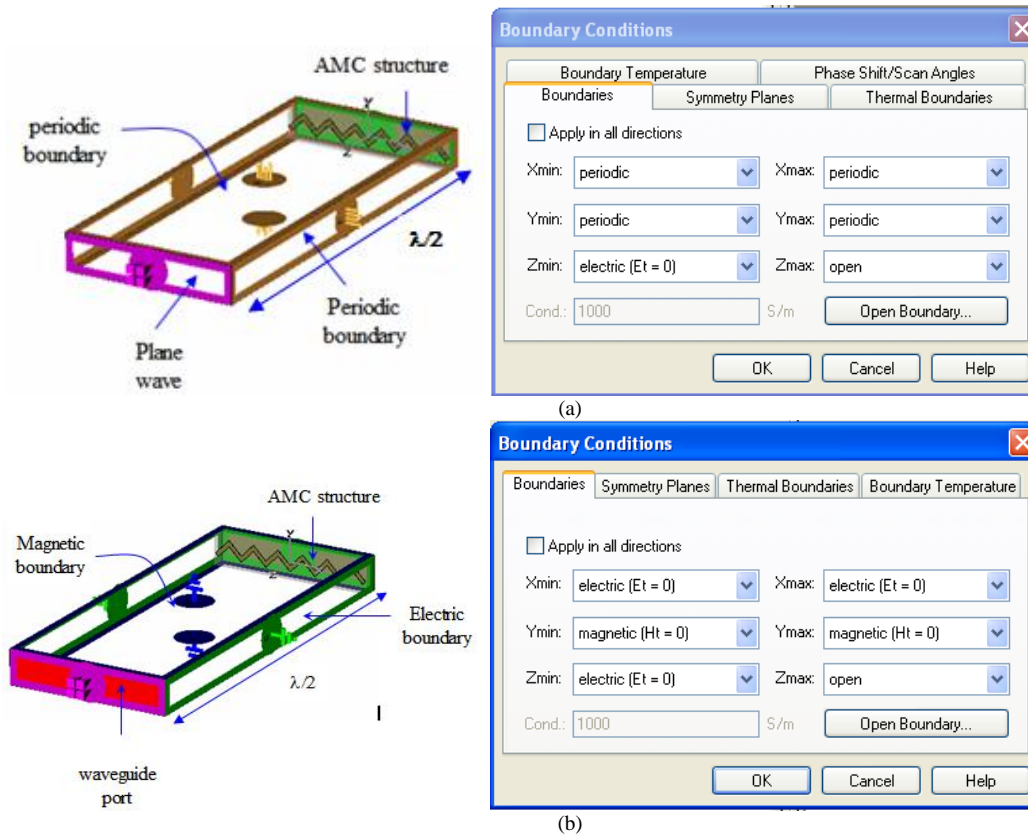 AMC structure
periodic
boundary
Y
Z
λ/2
Periodic
boundary
Plane
wave
Boundary Conditions
Boundary Temperature
Phase Shift/Scan Angles
Boundaries
Symmetry Planes
Thermal Boundaries
Apply in all directions
Xmin: periodic Xmax: periodic
Ymin: periodic Ymax: periodic
Zmin: electric (Et = 0) Zmax: open
Cond.: 1000 S/m Open Boundary...
OK Cancel Help
(a)
AMC structure
Magnetic
boundary
Z
Electric
boundary
λ/2
waveguide
port
Boundary Conditions
Boundaries Symmetry Planes Thermal Boundaries Boundary Temperature
Apply in all directions
Xmin: electric (Et = 0) Xmax: electric (Et = 0)
Ymin: magnetic (Ht = 0) Ymax: magnetic (Ht = 0)
Zmin: electric (Et = 0) Zmax: open
Cond.: 1000 S/m Open Boundary...
OK Cancel Help
(b)